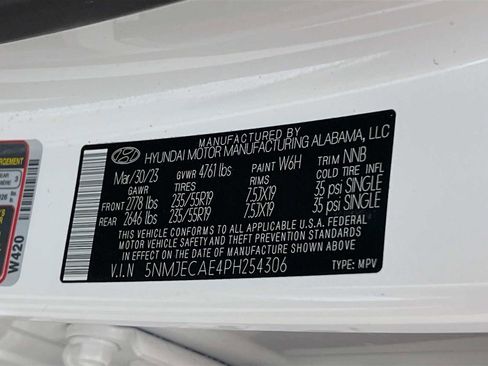 MANUFACTURED BY
HYUNDAI MOTOR MANUFACTURING ALABAMA, LLC
Mar/30/23 GVWR 4761 lbs PAINT W6H TRIM NNB
GAWR TIRES RIMS COLD TIRE INFL
FRONT 2778 lbs 235/55R19 7.5JX19 35 psi SINGLE
REAR 2646 lbs 235/55R19 7.5JX19 35 psi SINGLE
THIS VEHICLE CONFORMS TO ALL APPLICABLE U.S.A. FEDERAL
MOTOR VEHICLE SAFETY AND THEFT PREVENTION STANDARDS
IN EFFECT ON THE DATE OF MANUFACTURE SHOWN ABOVE.
V.I.N 5NMJECAE4PH254306 TYPE: MPV
W420